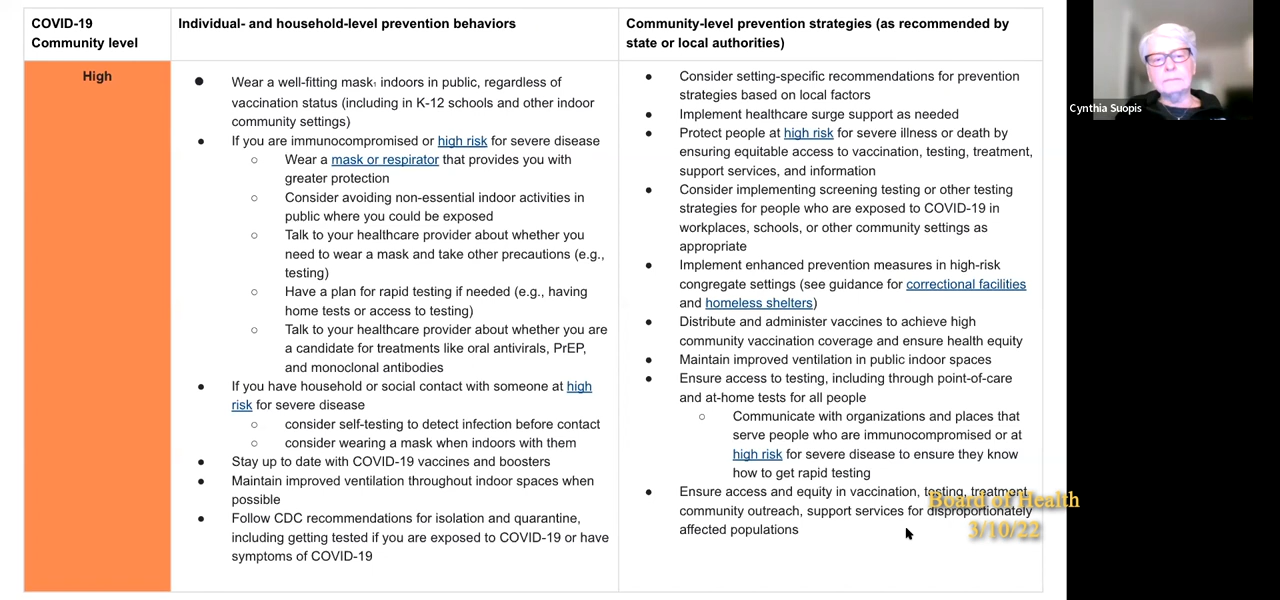 COVID-19
Community level
Individual- and household-level prevention behaviors
Community-level prevention strategies (as recommended by
state or local authorities)
High
● Wear a well-fitting mask¹ indoors in public, regardless of
vaccination status (including in K-12 schools and other indoor
community settings)
● If you are immunocompromised or high risk for severe disease
○ Wear a mask or respirator that provides you with
greater protection
○ Consider avoiding non-essential indoor activities in
public where you could be exposed
○ Talk to your healthcare provider about whether you
need to wear a mask and take other precautions (e.g.,
testing)
○ Have a plan for rapid testing if needed (e.g., having
home tests or access to testing)
○ Talk to your healthcare provider about whether you are
a candidate for treatments like oral antivirals, PrEP,
and monoclonal antibodies
● If you have household or social contact with someone at high
risk for severe disease
○ consider self-testing to detect infection before contact
○ consider wearing a mask when indoors with them
● Stay up to date with COVID-19 vaccines and boosters
● Maintain improved ventilation throughout indoor spaces when
possible
● Follow CDC recommendations for isolation and quarantine,
including getting tested if you are exposed to COVID-19 or have
symptoms of COVID-19
● Consider setting-specific recommendations for prevention
strategies based on local factors
● Implement healthcare surge support as needed
● Protect people at high risk for severe illness or death by
ensuring equitable access to vaccination, testing, treatment,
support services, and information
● Consider implementing screening testing or other testing
strategies for people who are exposed to COVID-19 in
workplaces, schools, or other community settings as
appropriate
● Implement enhanced prevention measures in high-risk
congregate settings (see guidance for correctional facilities
and homeless shelters)
● Distribute and administer vaccines to achieve high
community vaccination coverage and ensure health equity
● Maintain improved ventilation in public indoor spaces
● Ensure access to testing, including through point-of-care
and at-home tests for all people
○ Communicate with organizations and places that
serve people who are immunocompromised or at
high risk for severe disease to ensure they know
how to get rapid testing
● Ensure access and equity in vaccination, testing, treatment,
community outreach, support services for disproportionately
affected populations
Cynthia Suopis
Board of Health
3/10/22